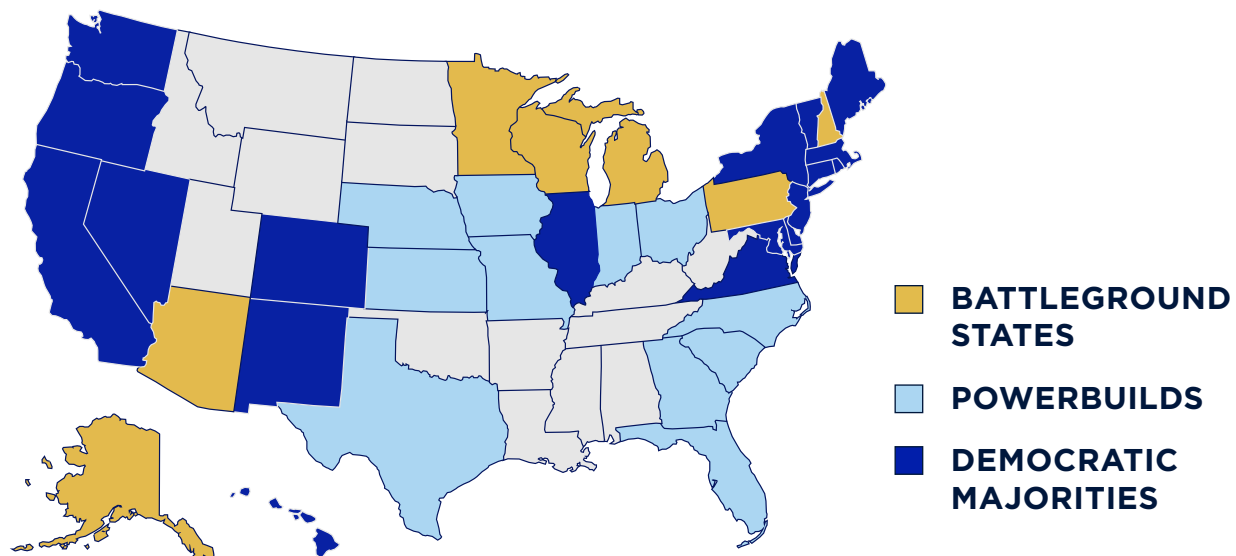 BATTLEGROUND
STATES
POWERBUILDS
DEMOCRATIC
MAJORITIES